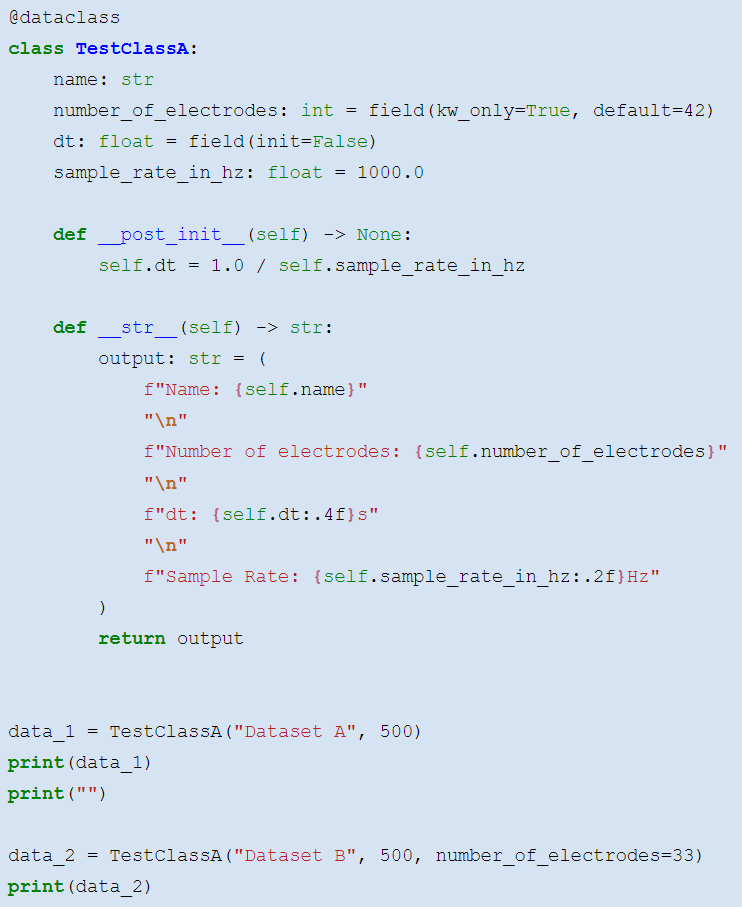 @dataclass
class TestClassA:
    name: str
    number_of_electrodes: int = field(kw_only=True, default=42)
    dt: float = field(init=False)
    sample_rate_in_hz: float = 1000.0

    def __post_init__(self) -> None:
        self.dt = 1.0 / self.sample_rate_in_hz

    def __str__(self) -> str:
        output: str = (
            f"Name: {self.name}"
            "\n"
            f"Number of electrodes: {self.number_of_electrodes}"
            "\n"
            f"dt: {self.dt:.4f}s"
            "\n"
            f"Sample Rate: {self.sample_rate_in_hz:.2f}Hz"
        )
        return output


data_1 = TestClassA("Dataset A", 500)
print(data_1)
print("")

data_2 = TestClassA("Dataset B", 500, number_of_electrodes=33)
print(data_2)